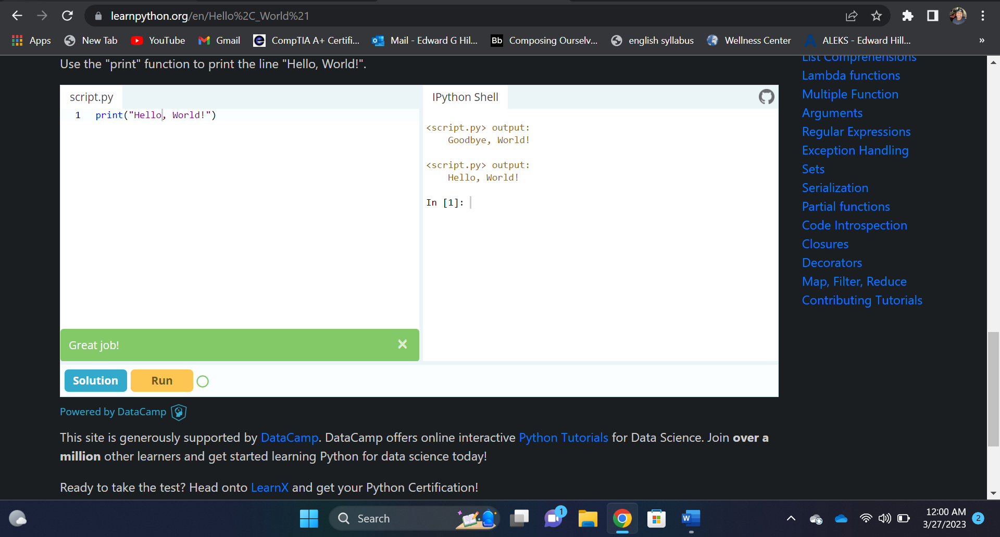 learnpython.org/en/Hello%2C_World%21
Apps New Tab YouTube Gmail CompTIA A+ Certifi... Mail - Edward G Hil... Bb Composing Ourselv... english syllabus Wellness Center ALEKS - Edward Hill... »
Use the "print" function to print the line "Hello, World!".
script.py
1 print("Hello, World!")
IPython Shell
<script.py> output:
Goodbye, World!
<script.py> output:
Hello, World!
In [1]:
Great job!
Solution Run
Powered by DataCamp
This site is generously supported by DataCamp. DataCamp offers online interactive Python Tutorials for Data Science. Join over a
million other learners and get started learning Python for data science today!
Ready to take the test? Head onto LearnX and get your Python Certification!
List Comprehensions
Lambda functions
Multiple Function
Arguments
Regular Expressions
Exception Handling
Sets
Serialization
Partial functions
Code Introspection
Closures
Decorators
Map, Filter, Reduce
Contributing Tutorials
Search
1
W
12:00 AM
3/27/2023
2